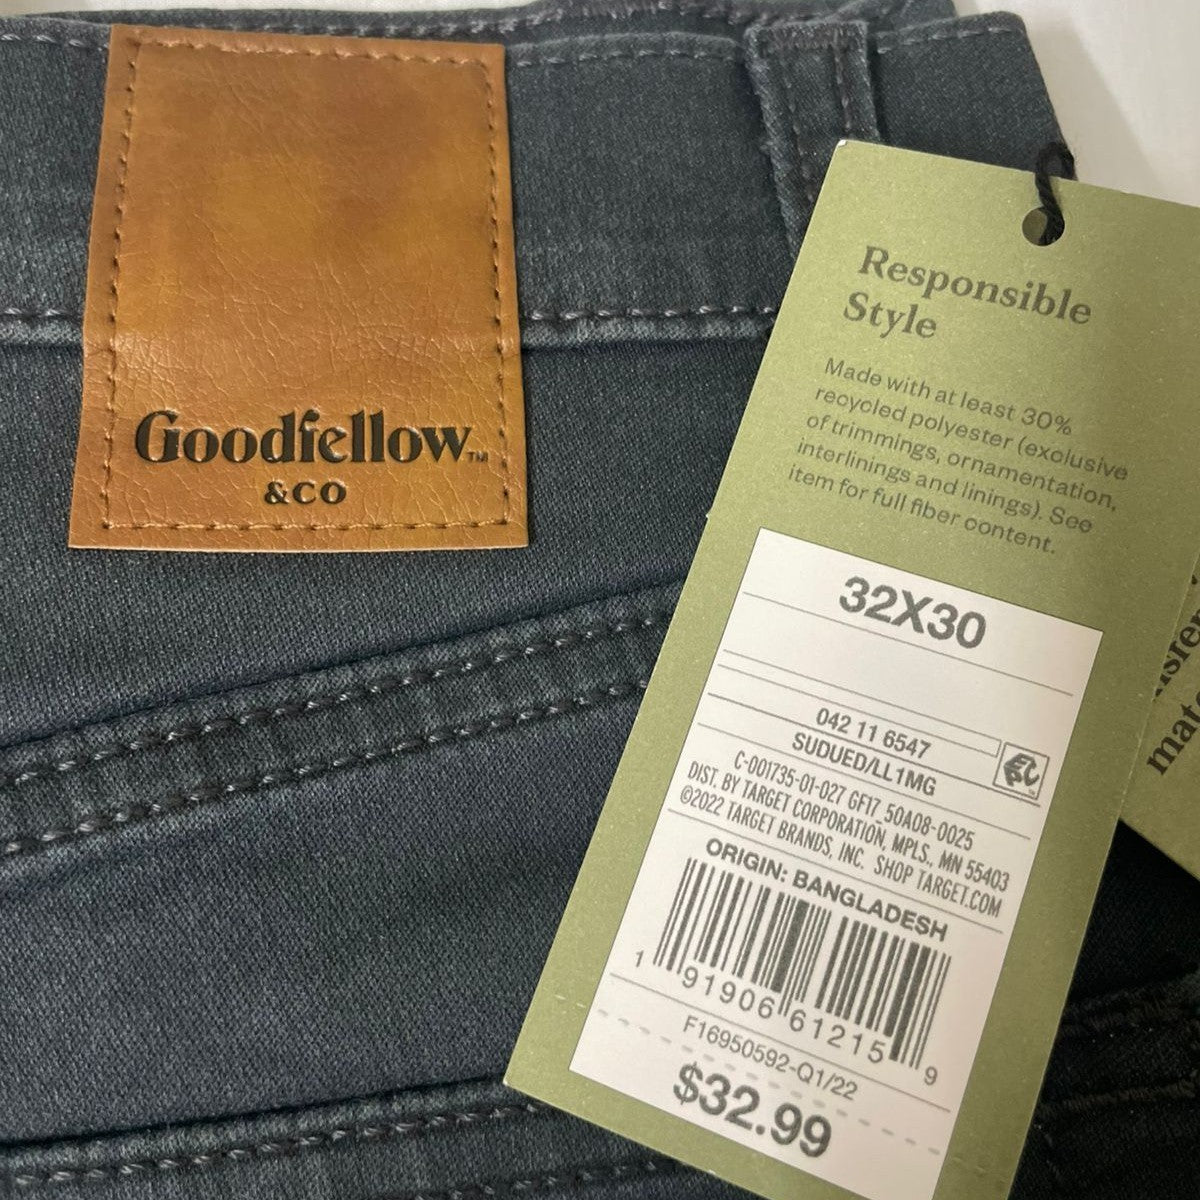 Goodfellow™
&CO
Responsible
Style
Made with at least 30%
recycled polyester (exclusive
of trimmings, ornamentation,
interlinings and linings). See
item for full fiber content.
32X30
042 11 6547
SUDUED/LL1MG
C-001735-01-027 GF17_50A08-0025
DIST. BY TARGET CORPORATION, MPLS., MN 55403
©2022 TARGET BRANDS, INC. SHOP TARGET.COM
ORIGIN: BANGLADESH
1 91906 61215 9
F16950592-Q1/22
$32.99